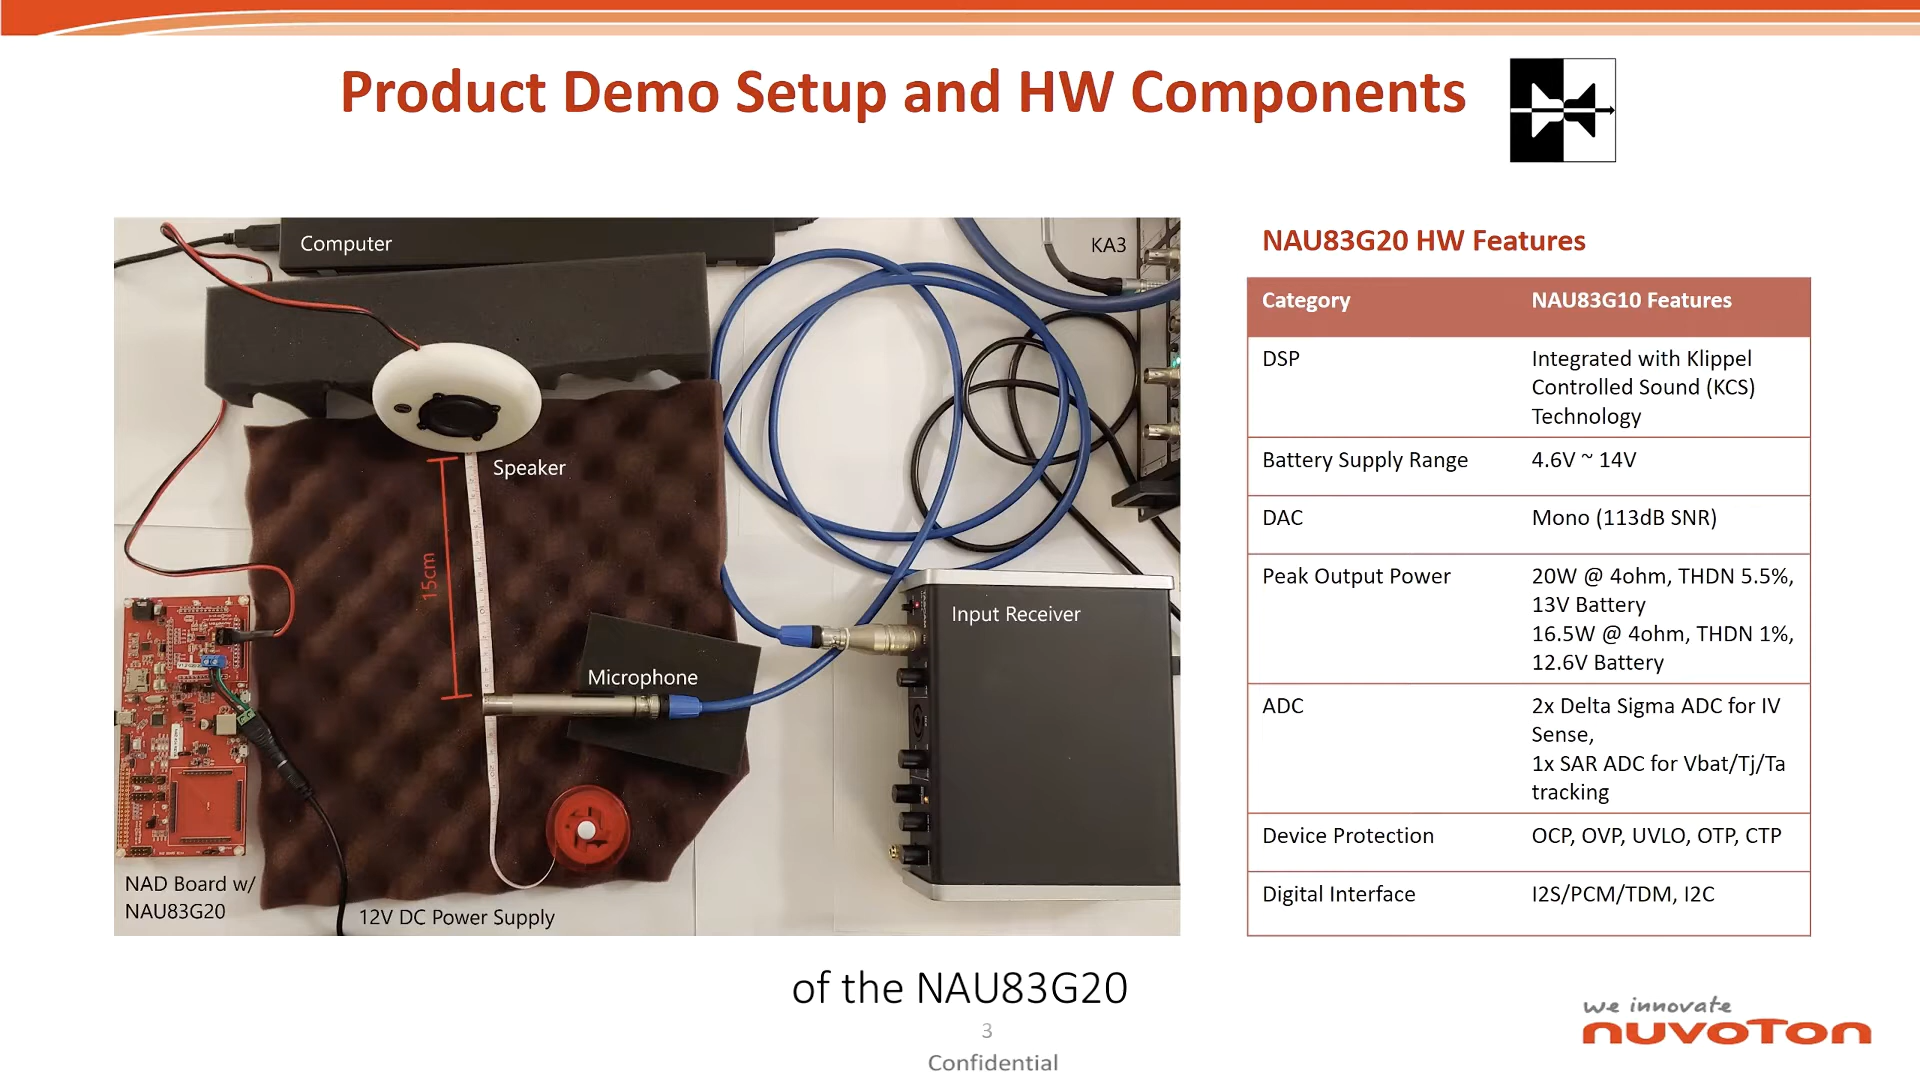 Product Demo Setup and HW Components
Computer
KA3
Speaker
15cm
Input Receiver
Microphone
NAD Board w/
NAU83G20
12V DC Power Supply
NAU83G20 HW Features
Category NAU83G10 Features
DSP Integrated with Klippel
Controlled Sound (KCS)
Technology
Battery Supply Range 4.6V ~ 14V
DAC Mono (113dB SNR)
Peak Output Power 20W @ 4ohm, THDN 5.5%,
13V Battery
16.5W @ 4ohm, THDN 1%,
12.6V Battery
ADC 2x Delta Sigma ADC for IV
Sense,
1x SAR ADC for Vbat/Tj/Ta
tracking
Device Protection OCP, OVP, UVLO, OTP, CTP
Digital Interface I2S/PCM/TDM, I2C
of the NAU83G20
3
Confidential
we innovate
nuvoTon